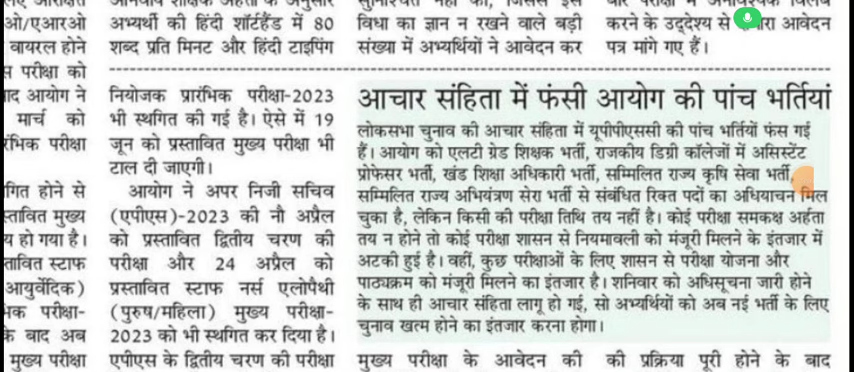 ओ/एआरओ
वायरल होने
स परीक्षा को
ाद आयोग ने
मार्च को
रंभिक परीक्षा
गित होने से
स्तावित मुख्य
य हो गया है।
तावित स्टाफ
आयुर्वेदिक)
भक परीक्षा-
के बाद अब
मुख्य परीक्षा
अभ्यर्थी की हिंदी शॉर्टहैंड में 80
शब्द प्रति मिनट और हिंदी टाइपिंग
नियोजक प्रारंभिक परीक्षा-2023
भी स्थगित की गई है। ऐसे में 19
जून को प्रस्तावित मुख्य परीक्षा भी
टाल दी जाएगी।
आयोग ने अपर निजी सचिव
(एपीएस)-2023 की नौ अप्रैल
को प्रस्तावित द्वितीय चरण की
परीक्षा और 24 अप्रैल को
प्रस्तावित स्टाफ नर्स एलोपैथी
(पुरुष/महिला) मुख्य परीक्षा-
2023 को भी स्थगित कर दिया है।
एपीएस के द्वितीय चरण की परीक्षा
विधा का ज्ञान न रखने वाले बड़ी
संख्या में अभ्यर्थियों ने आवेदन कर
करने के उद्देश्य से आवेदन
पत्र मांगे गए हैं।
आचार संहिता में फंसी आयोग की पांच भर्तियां
लोकसभा चुनाव की आचार संहिता में यूपीपीएससी की पांच भर्तियों फंस गई
हैं। आयोग को एलटी ग्रेड शिक्षक भर्ती, राजकीय डिग्री कॉलेजों में असिस्टेंट
प्रोफेसर भर्ती, खंड शिक्षा अधिकारी भर्ती, सम्मिलित राज्य कृषि सेवा भर्ती,
सम्मिलित राज्य अभियंत्रण सेरा भर्ती से संबंधित रिक्त पदों का अधियाचन मिल
चुका है, लेकिन किसी की परीक्षा तिथि तय नहीं है। कोई परीक्षा समकक्ष अर्हता
तय न होने तो कोई परीक्षा शासन से नियमावली को मंजूरी मिलने के इंतजार में
अटकी हुई है। वहीं, कुछ परीक्षाओं के लिए शासन से परीक्षा योजना और
पाठ्यक्रम को मंजूरी मिलने का इंतजार है। शनिवार को अधिसूचना जारी होने
के साथ ही आचार संहिता लागू हो गई, सो अभ्यर्थियों को अब नई भर्ती के लिए
चुनाव खत्म होने का इंतजार करना होगा।
मुख्य परीक्षा के आवेदन की
की प्रक्रिया पूरी होने के बाद